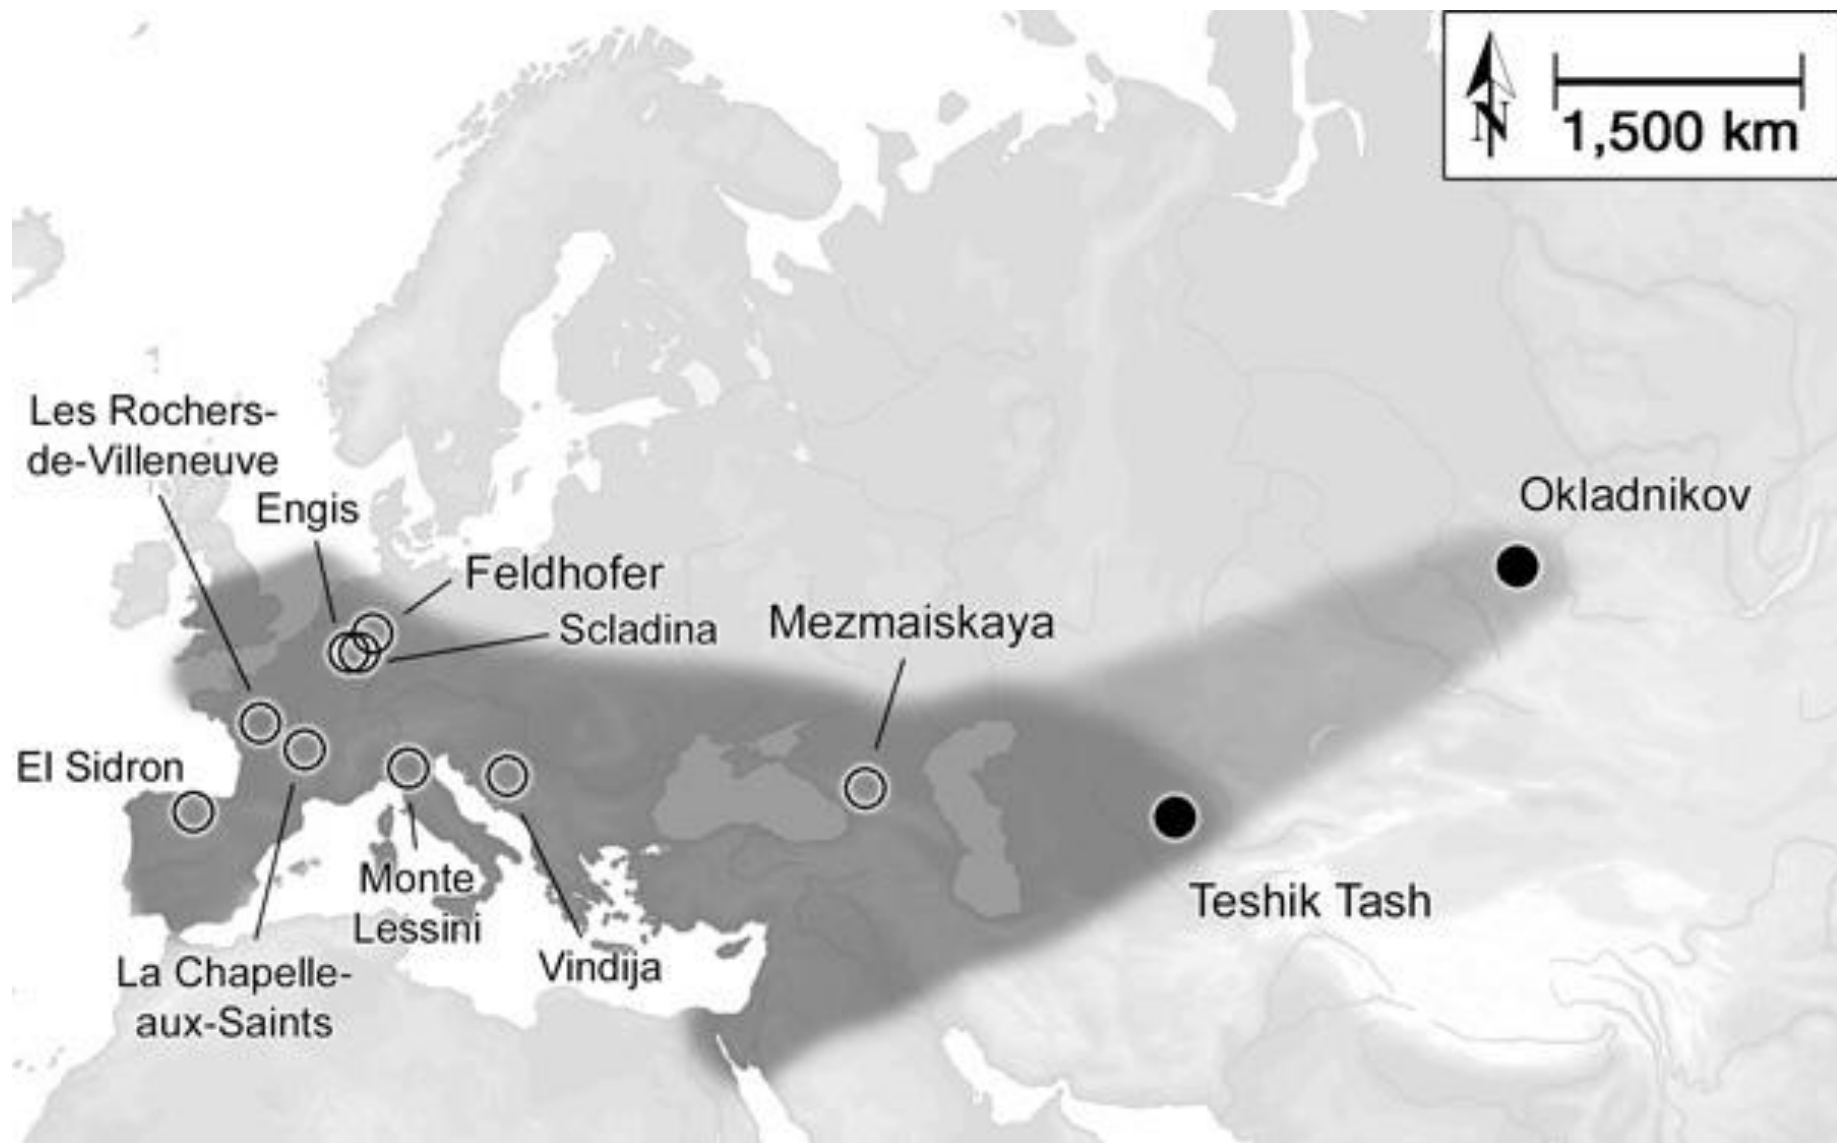 N
1,500 km
Les Rochers-
de-Villeneuve
Engis
Okladnikov
Feldhofer
Scladina
Mezmaiskaya
El Sidron
Monte
Lessini
Teshik Tash
Vindija
La Chapelle-
aux-Saints